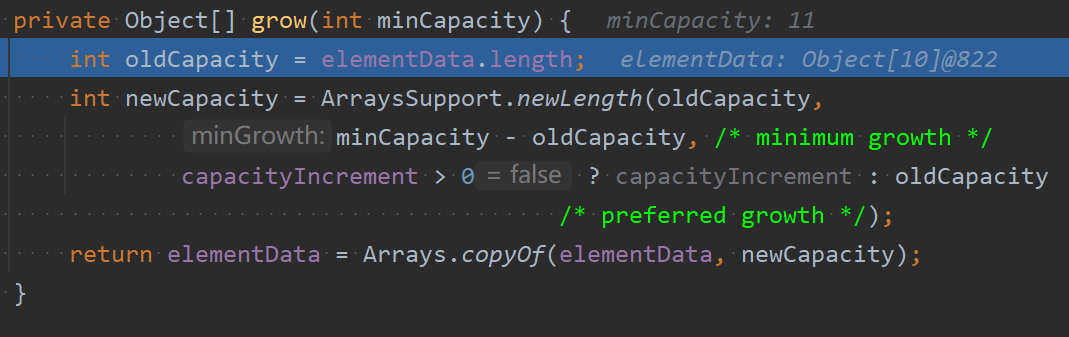 private Object[] grow(int minCapacity) { minCapacity: 11
int oldCapacity = elementData.length; elementData: Object[10]@822
int newCapacity = ArraysSupport.newLength(oldCapacity,
minGrowth: minCapacity - oldCapacity, /* minimum growth */
capacityIncrement > 0 = false ? capacityIncrement : oldCapacity
/* preferred growth */);
return elementData = Arrays.copyOf(elementData, newCapacity);
}